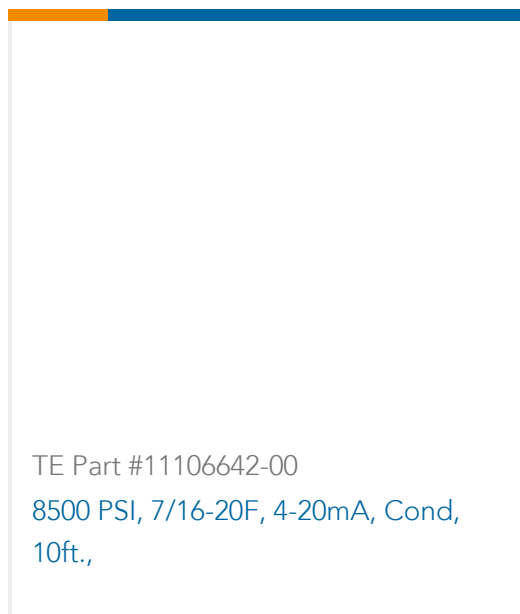 TE Part #11106642-00
8500 PSI, 7/16-20F, 4-20mA, Cond,
10ft.,